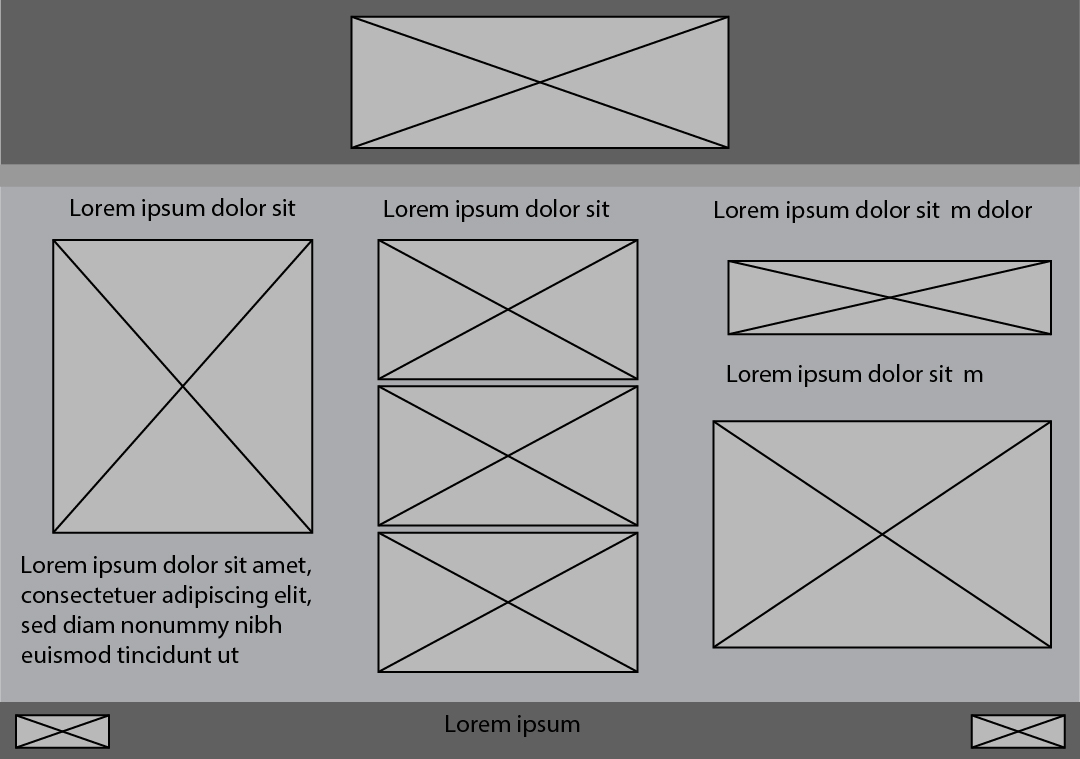 Lorem ipsum dolor sit
Lorem ipsum dolor sit amet,
consectetuer adipiscing elit,
sed diam nonummy nibh
euismod tincidunt ut
Lorem ipsum dolor sit
Lorem ipsum dolor sit  m dolor
Lorem ipsum dolor sit  m
Lorem ipsum